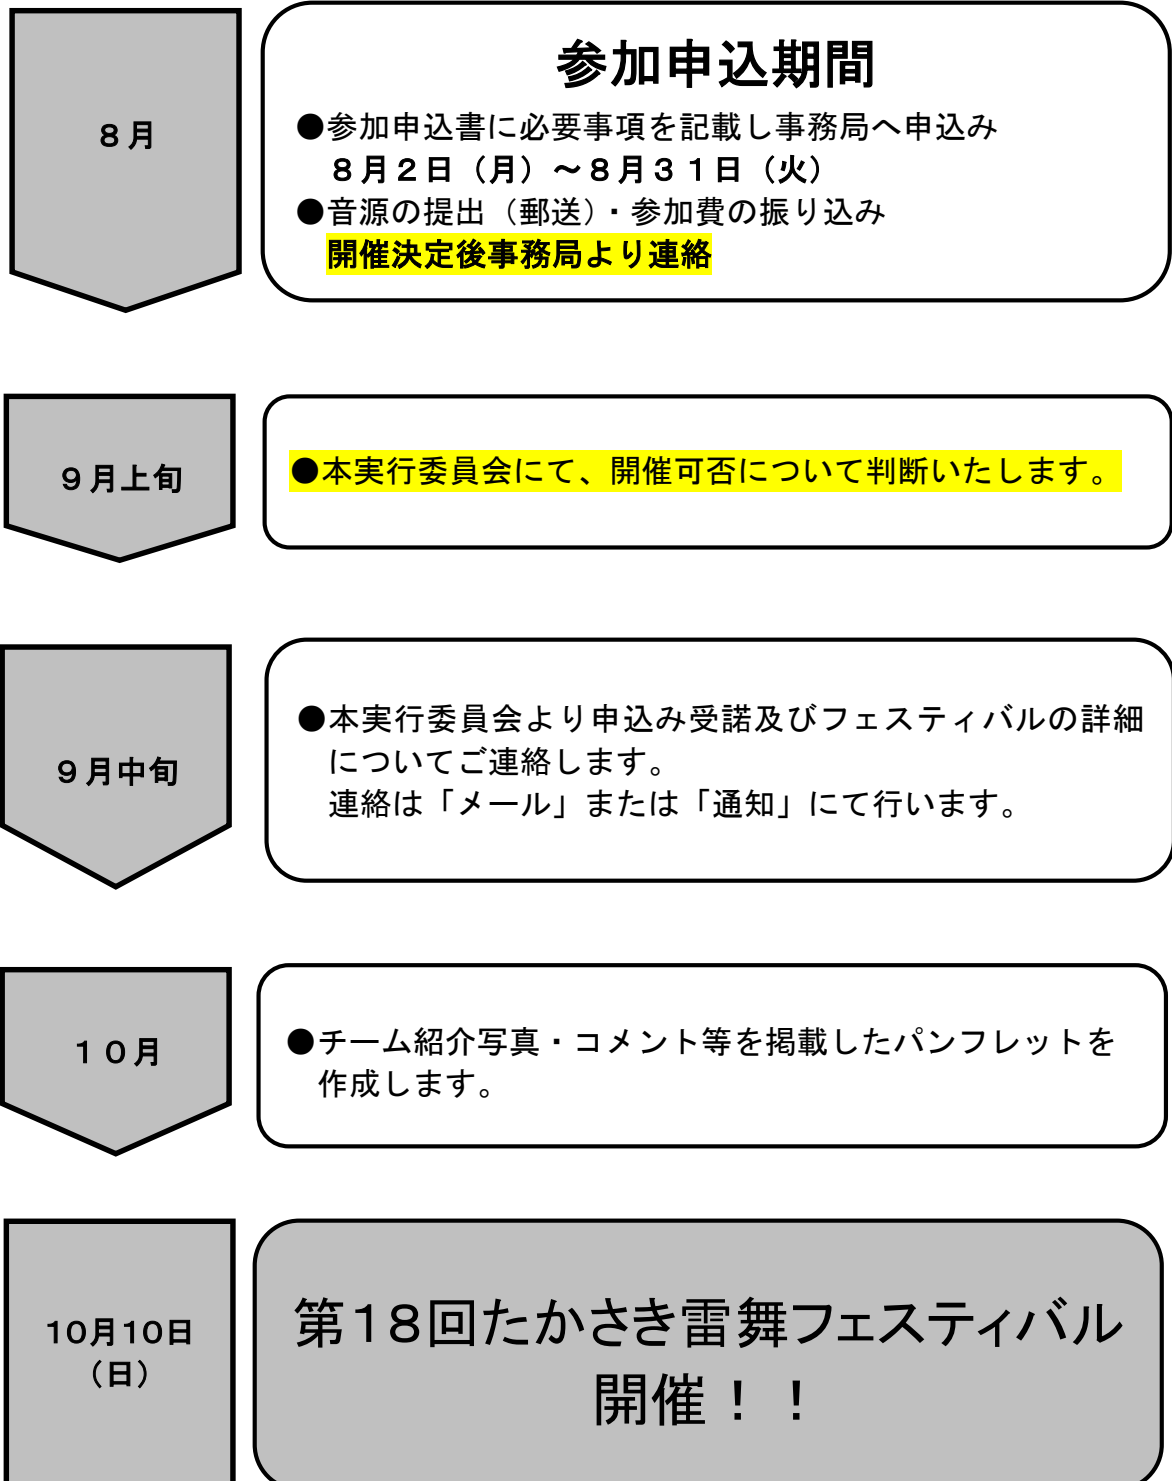 8月
参加申込期間
●参加申込書に必要事項を記載し事務局へ申込み
8月2日（月）～8月31日（火）
●音源の提出（郵送）・参加費の振り込み
開催決定後事務局より連絡
9月上旬
●本実行委員会にて、開催可否について判断いたします。
9月中旬
●本実行委員会より申込み受諾及びフェスティバルの詳細
についてご連絡します。
連絡は「メール」または「通知」にて行います。
10月
●チーム紹介写真・コメント等を掲載したパンフレットを
作成します。
10月10日
（日）
第18回たかさき雷舞フェスティバル
開催！！